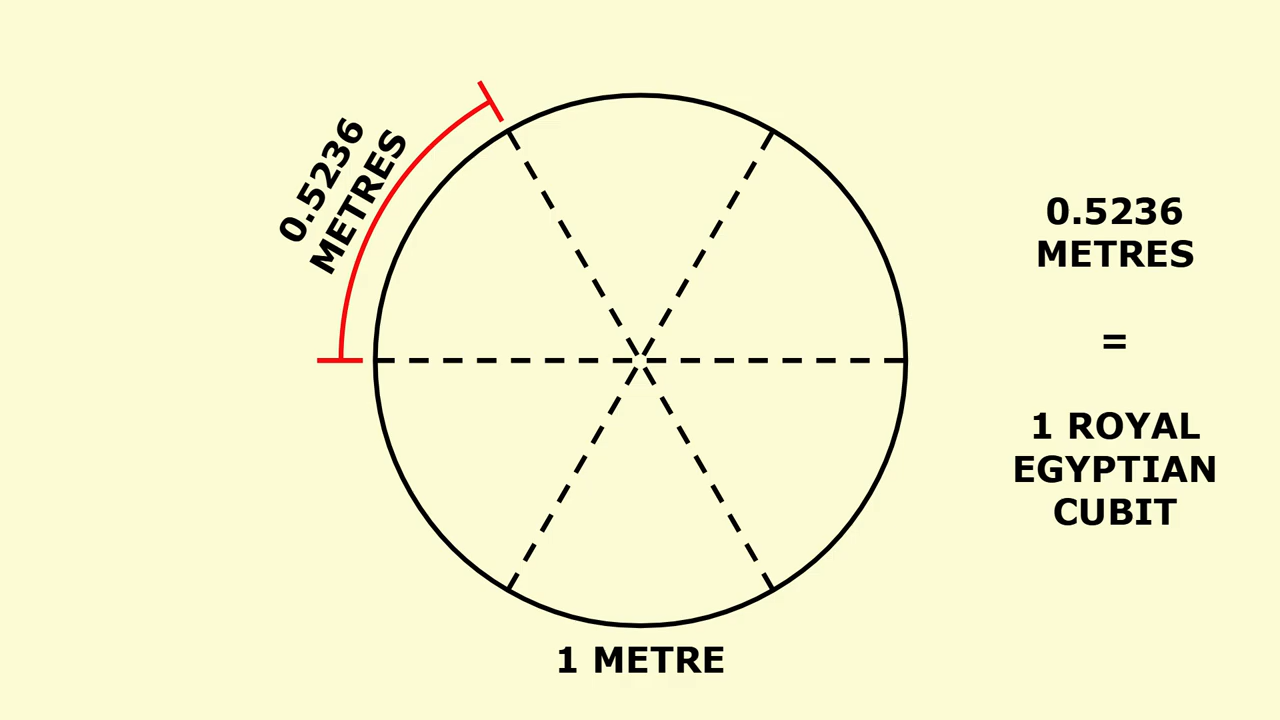 0.5236
METRES
0.5236
METRES
=
1 ROYAL
EGYPTIAN
CUBIT
1 METRE